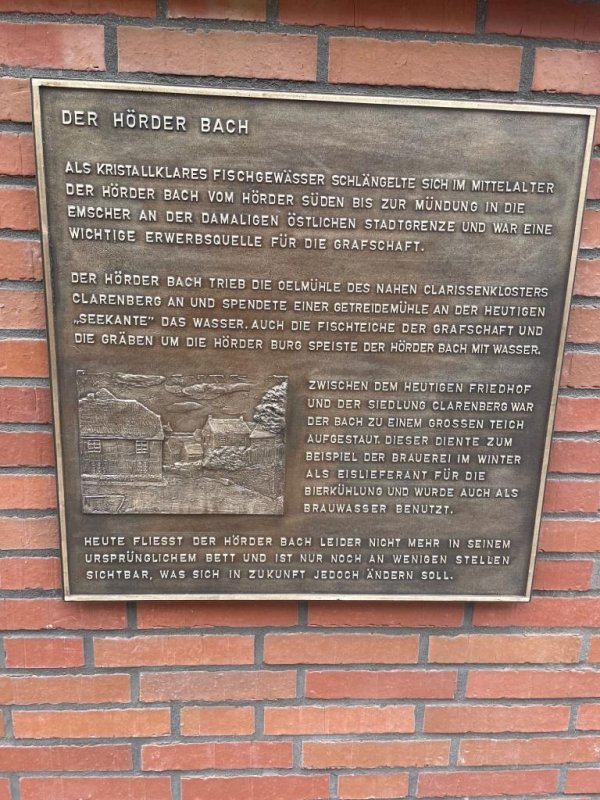 DER HÖRDER BACH
ALS KRISTALLKLARES FISCHGEWÄSSER SCHLÄNGELTE SICH IM MITTELALTER
DER HÖRDER BACH VOM HÖRDER SÜDEN BIS ZUR MÜNDUNG IN DIE
EMSCHER AN DER DAMALIGEN ÖSTLICHEN STADTGRENZE UND WAR EINE
WICHTIGE ERWERBSQUELLE FÜR DIE GRAFSCHAFT.
DER HÖRDER BACH TRIEB DIE OELMÜHLE DES NAHEN CLARISSENKLOSTERS
CLARENBERG AN UND SPENDETE EINER GETREIDEMÜHLE AN DER HEUTIGEN
„SEEKANTE" DAS WASSER. AUCH DIE FISCHTEICHE DER GRAFSCHAFT UND
DIE GRÄBEN UM DIE HÖRDER BURG SPEISTE DER HÖRDER BACH MIT WASSER.
ZWISCHEN DEM HEUTIGEN FRIEDHOF
UND DER SIEDLUNG CLARENBERG WAR
DER BACH ZU EINEM GROSSEN TEICH
AUFGESTAUT. DIESER DIENTE ZUM
BEISPIEL DER BRAUEREI IM WINTER
ALS EISLIEFERANT FÜR DIE
BIERKÜHLUNG UND WURDE AUCH ALS
BRAUWASSER BENUTZT.
HEUTE FLIESST DER HÖRDER BACH LEIDER NICHT MEHR IN SEINEM
URSPRÜNGLICHEM BETT UND IST NUR NOCH AN WENIGEN STELLEN
SICHTBAR, WAS SICH IN ZUKUNFT JEDOCH ÄNDERN SOLL.